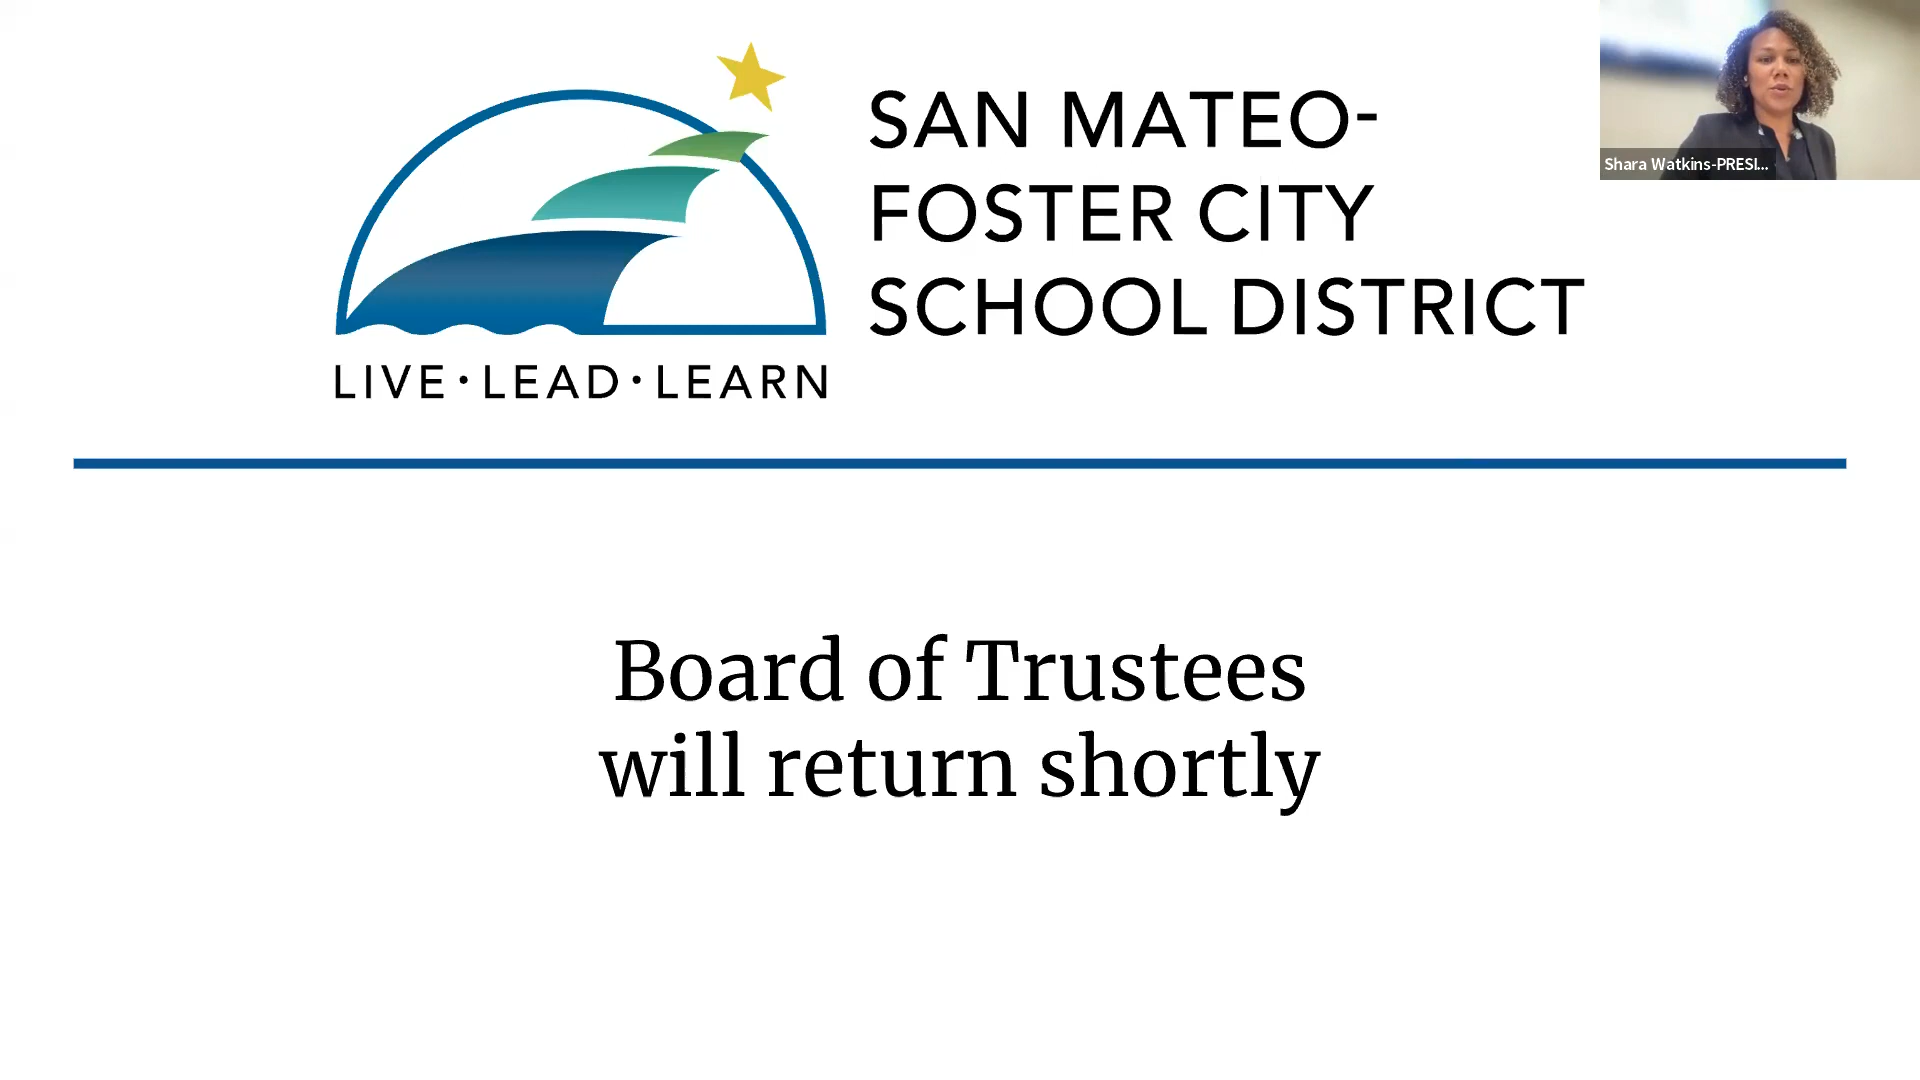 SAN MATEO-
FOSTER CITY
SCHOOL DISTRICT
LIVE·LEAD·LEARN
Shara Watkins-PRESI...
Board of Trustees
will return shortly